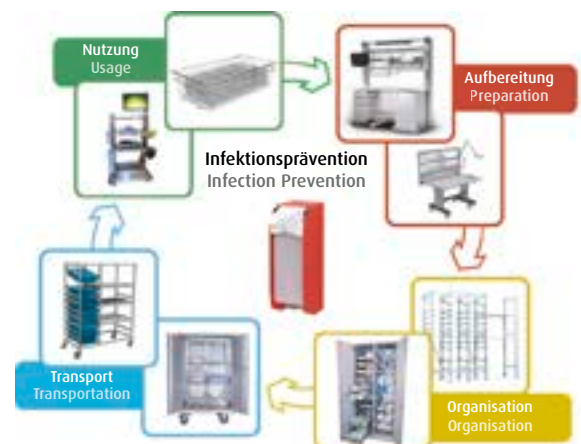 Nutzung
Usage
Aufbereitung
Preparation
Infektionsprävention
Infection Prevention
Transport
Transportation
Organisation
Organisation